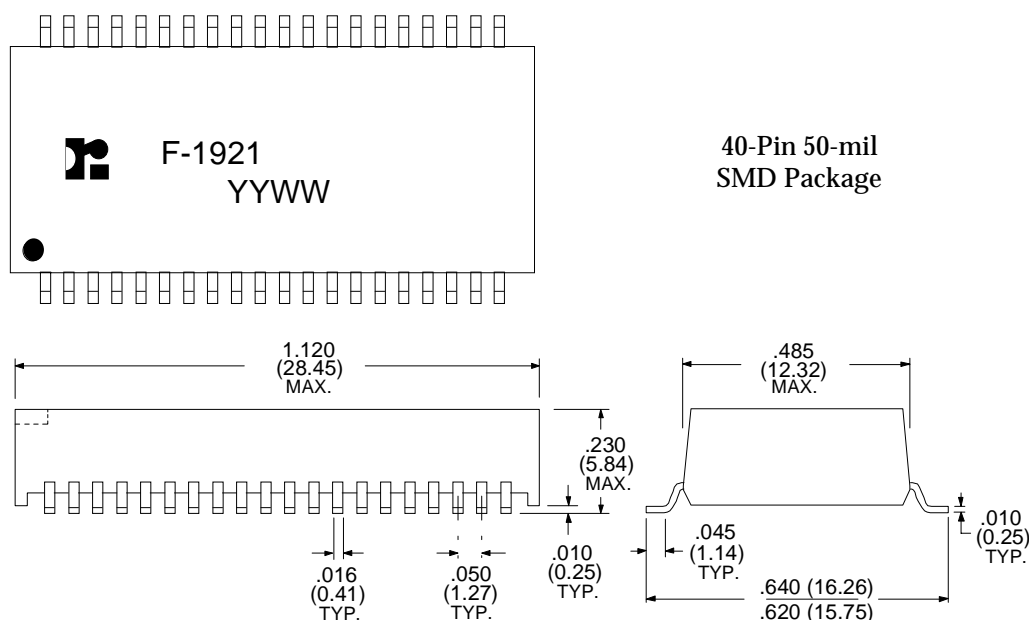 F-1921
YYWW
40-Pin 50-mil
SMD Package
1.120
(28.45)
MAX.
.485
(12.32)
MAX.
.230
(5.84)
MAX.
.016
(0.41)
TYP.
.050
(1.27)
TYP.
.010
(0.25)
TYP.
.045
(1.14)
TYP.
.010
(0.25)
TYP.
.640 (16.26)
.620 (15.75)